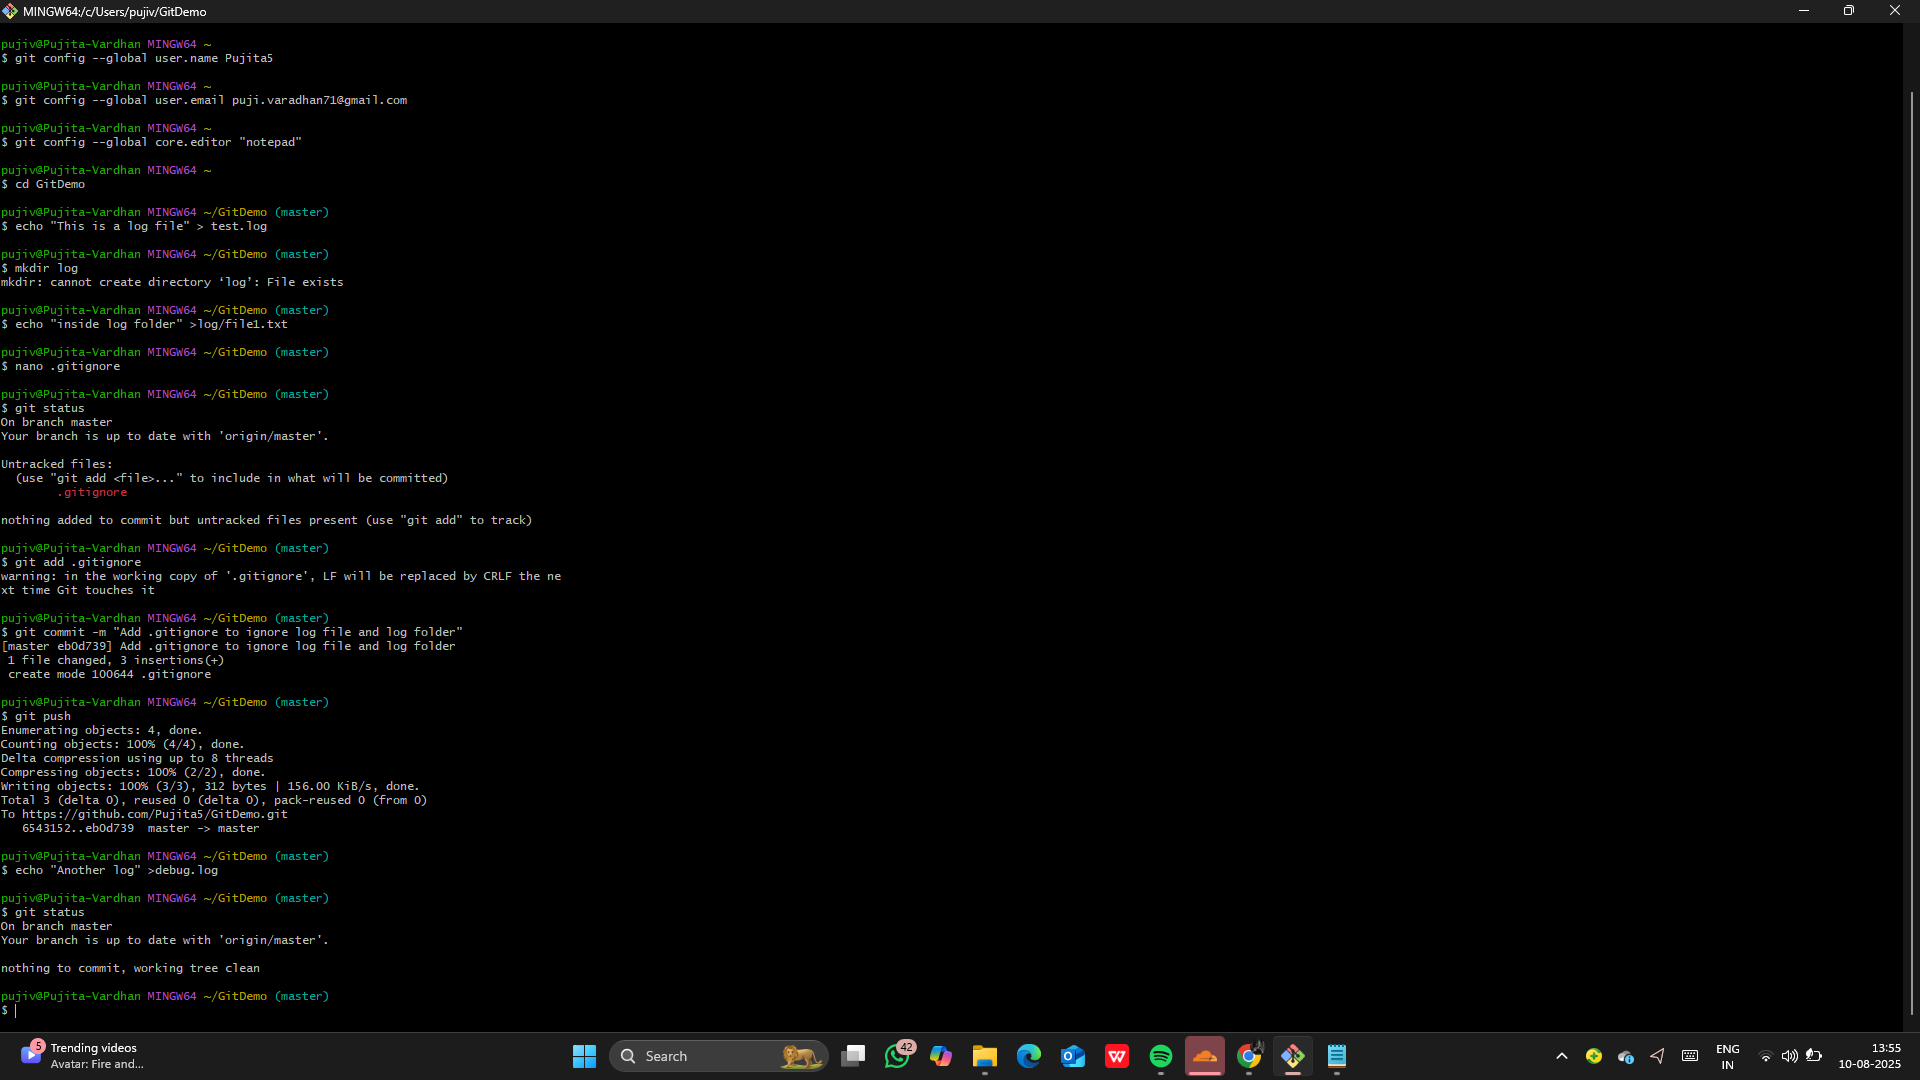 MINGW64:/c/Users/pujiv/GitDemo
pujiv@Pujita-Vardhan MINGW64 ~
$ git config --global user.name Pujita5
pujiv@Pujita-Vardhan MINGW64 ~
$ git config --global user.email puji.varadhan71@gmail.com
pujiv@Pujita-Vardhan MINGW64 ~
$ git config --global core.editor "notepad"
pujiv@Pujita-Vardhan MINGW64 ~
$ cd GitDemo
pujiv@Pujita-Vardhan MINGW64 ~/GitDemo (master)
$ echo "This is a log file" > test.log
pujiv@Pujita-Vardhan MINGW64 ~/GitDemo (master)
$ mkdir log
mkdir: cannot create directory ‘log’: File exists
pujiv@Pujita-Vardhan MINGW64 ~/GitDemo (master)
$ echo "inside log folder" >log/file1.txt
pujiv@Pujita-Vardhan MINGW64 ~/GitDemo (master)
$ nano .gitignore
pujiv@Pujita-Vardhan MINGW64 ~/GitDemo (master)
$ git status
On branch master
Your branch is up to date with 'origin/master'.
Untracked files:
(use "git add <file>..." to include in what will be committed)
.gitignore
nothing added to commit but untracked files present (use "git add" to track)
pujiv@Pujita-Vardhan MINGW64 ~/GitDemo (master)
$ git add .gitignore
warning: in the working copy of '.gitignore', LF will be replaced by CRLF the ne
xt time Git touches it
pujiv@Pujita-Vardhan MINGW64 ~/GitDemo (master)
$ git commit -m "Add .gitignore to ignore log file and log folder"
[master eb0d739] Add .gitignore to ignore log file and log folder
1 file changed, 3 insertions(+)
create mode 100644 .gitignore
pujiv@Pujita-Vardhan MINGW64 ~/GitDemo (master)
$ git push
Enumerating objects: 4, done.
Counting objects: 100% (4/4), done.
Delta compression using up to 8 threads
Compressing objects: 100% (2/2), done.
Writing objects: 100% (3/3), 312 bytes | 156.00 KiB/s, done.
Total 3 (delta 0), reused 0 (delta 0), pack-reused 0 (from 0)
To https://github.com/Pujita5/GitDemo.git
6543152..eb0d739 master -> master
pujiv@Pujita-Vardhan MINGW64 ~/GitDemo (master)
$ echo "Another log" >debug.log
pujiv@Pujita-Vardhan MINGW64 ~/GitDemo (master)
$ git status
On branch master
Your branch is up to date with 'origin/master'.
nothing to commit, working tree clean
pujiv@Pujita-Vardhan MINGW64 ~/GitDemo (master)
$
5
Trending videos
Avatar: Fire and...
Search
42
ENG
IN
13:55
10-08-2025